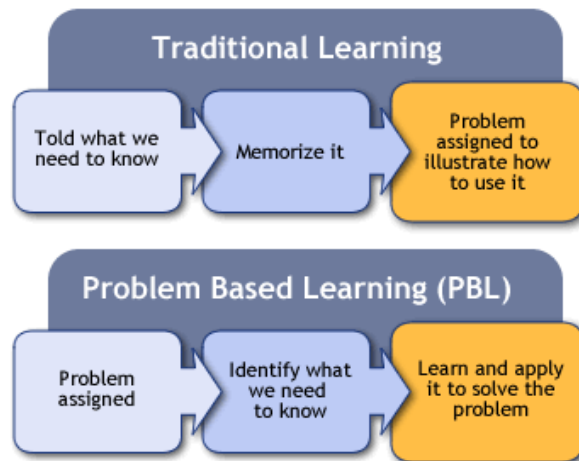 Traditional Learning
Told what we
need to know
Memorize it
Problem
assigned to
illustrate how
to use it
Problem Based Learning (PBL)
Problem
assigned
Identify what
we need
to know
Learn and apply
it to solve the
problem